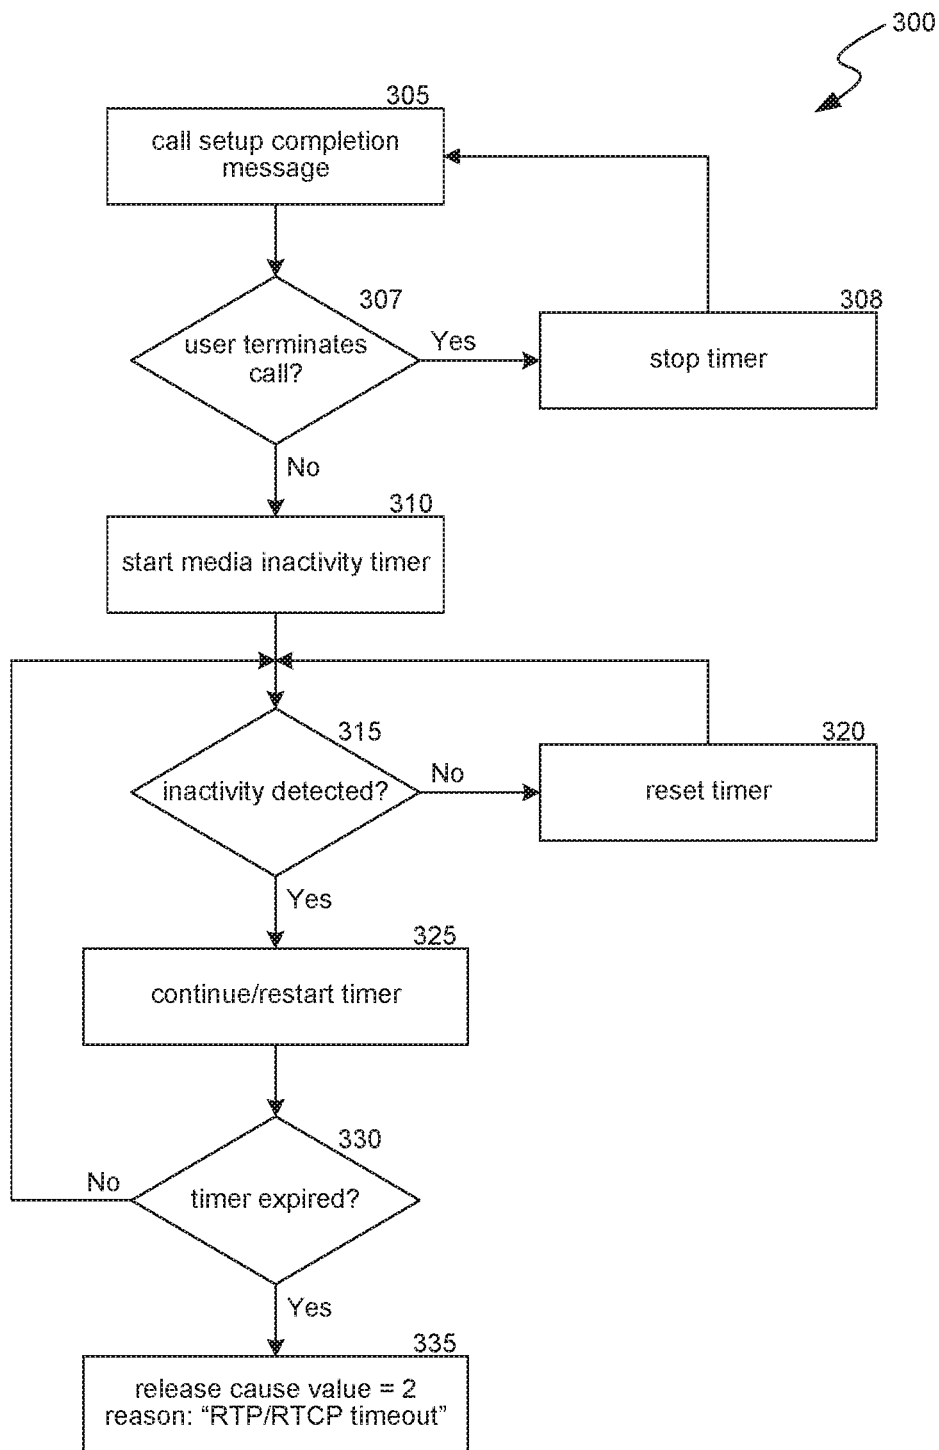 300
305
call setup completion
message
307
user terminates
call?
Yes
308
stop timer
No
310
start media inactivity timer
315
inactivity detected?
No
320
reset timer
Yes
325
continue/restart timer
330
timer expired?
No
Yes
335
release cause value = 2
reason: “RTP/RTCP timeout”